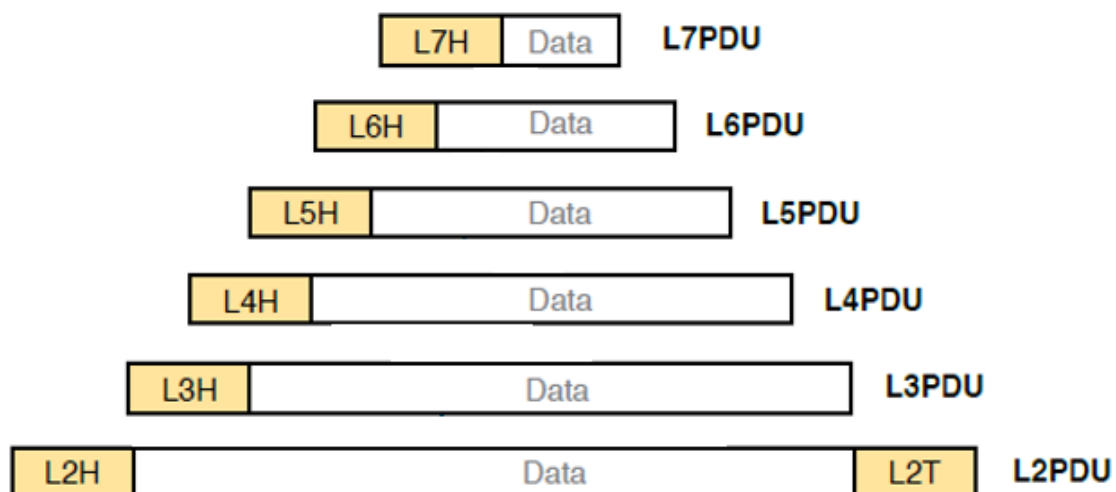 L7H Data L7PDU
L6H Data L6PDU
L5H Data L5PDU
L4H Data L4PDU
L3H Data L3PDU
L2H Data L2T L2PDU